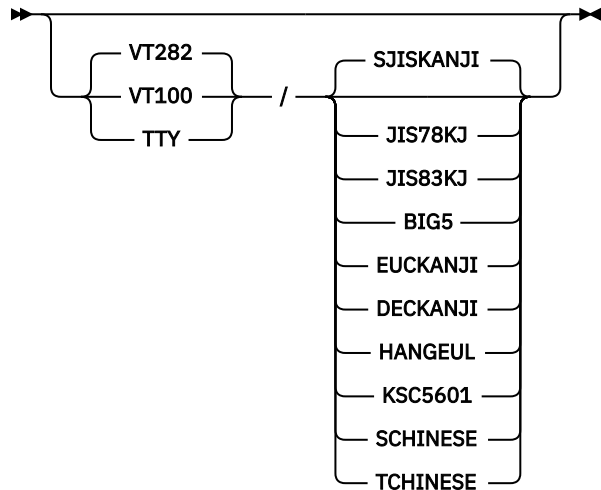 VT282
VT100
TTY
/
SJISKANJI
JIS78KJ
JIS83KJ
BIG5
EUCKANJI
DECKANJI
HANGEUL
KSC5601
SCHINESE
TCHINESE